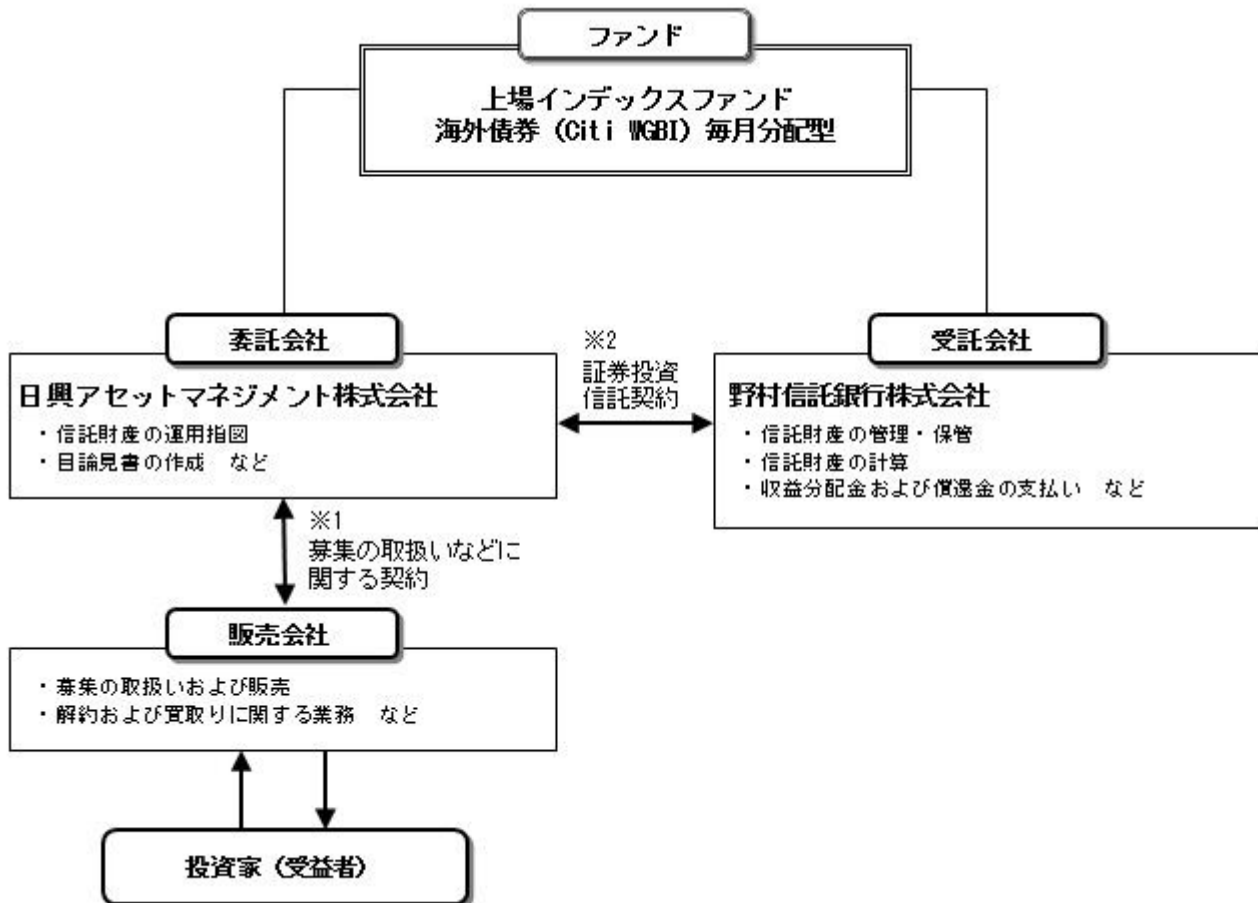 ファンド
上場インデックスファンド
海外債券(Citi WGBI)毎月分配型
委託会社
日興アセットマネジメント株式会社
・信託財産の運用指図
・目論見書の作成　など
※2
証券投資
信託契約
受託会社
野村信託銀行株式会社
・信託財産の管理・保管
・信託財産の計算
・収益分配金および償還金の支払い　など
※1
募集の取扱いなどに
関する契約
販売会社
・募集の取扱いおよび販売
・解約および買取りに関する業務　など
投資家(受益者)